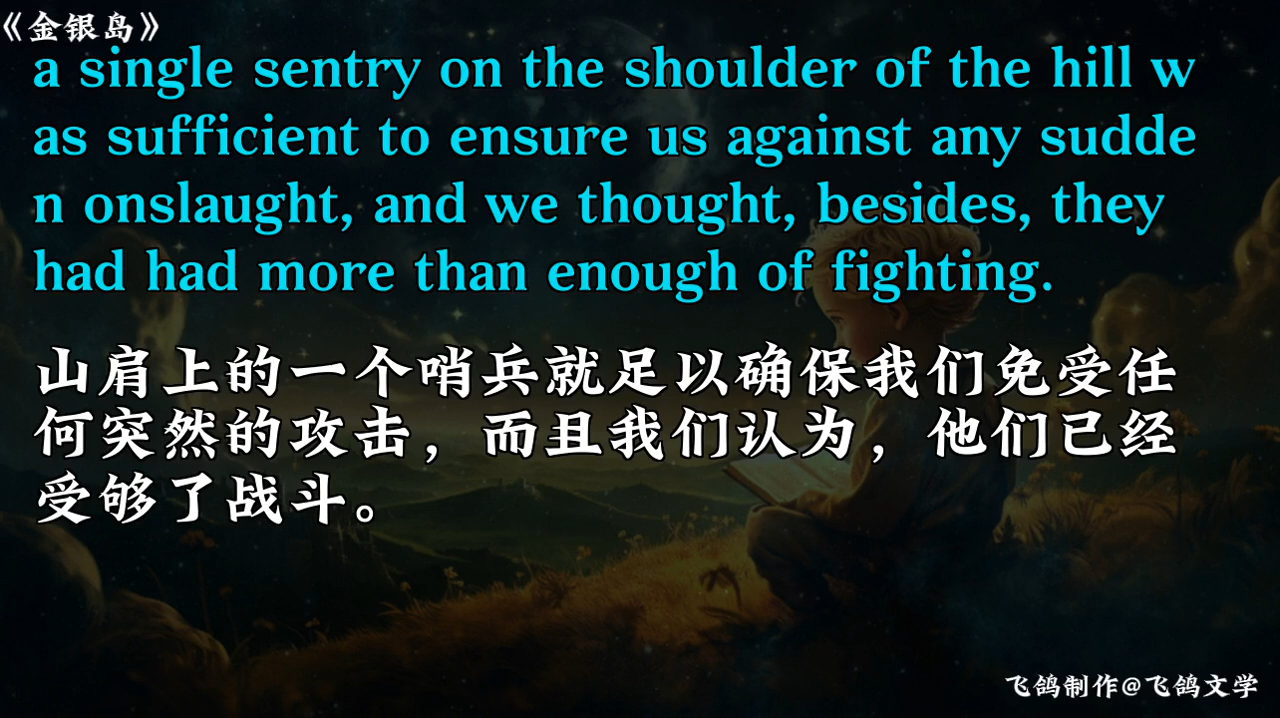 《金银岛》
a single sentry on the shoulder of the hill w
as sufficient to ensure us against any sudde
n onslaught, and we thought, besides, they
had had more than enough of fighting.
山肩上的一个哨兵就足以确保我们免受任
何突然的攻击，而且我们认为，他们已经
受够了战斗。
飞鸽制作@飞鸽文学